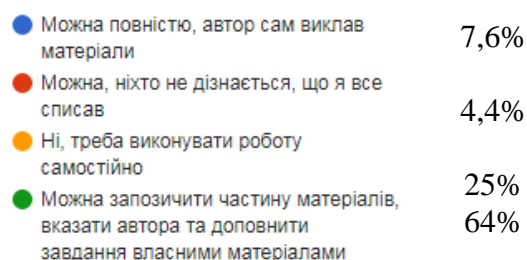 Можна повністю, автор сам виклав
матеріали
7,6%
Можна, ніхто не дізнається, що я все
списав
4,4%
Ні, треба виконувати роботу
самостійно
25%
Можна запозичити частину матеріалів,
вказати автора та доповнити
завдання власними матеріалами
64%